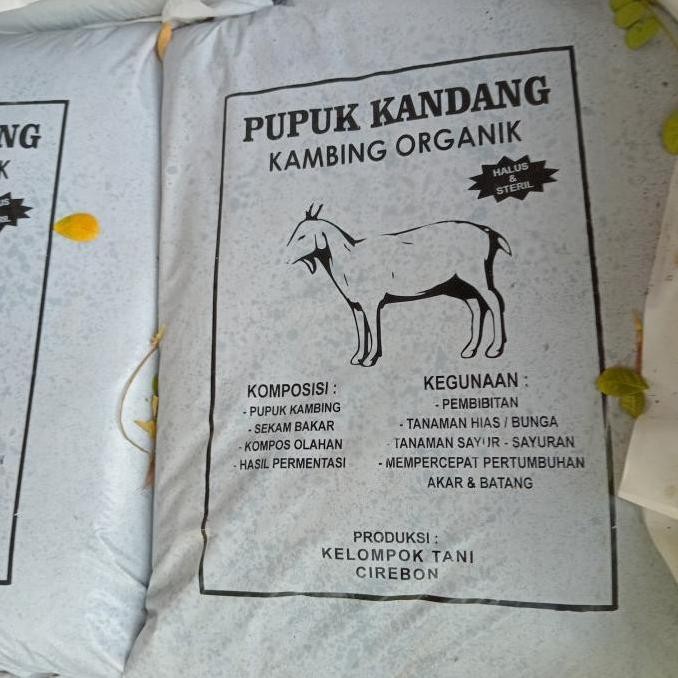 NG
K
PUPUK KANDANG
KAMBING ORGANIK
HALUS
&
STERIL
KOMPOSISI :
- PUPUK KAMBING
- SEKAM BAKAR
- KOMPOS OLAHAN
- HASIL PERMENTASI
KEGUNAAN :
- PEMBIBITAN
- TANAMAN HIAS / BUNGA
- TANAMAN SAYUR - SAYURAN
- MEMPERCEPAT PERTUMBUHAN
AKAR & BATANG
PRODUKSI :
KELOMPOK TANI
CIREBON